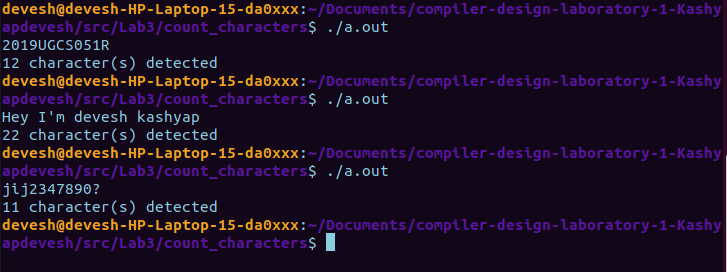 devesh@devesh-HP-Laptop-15-da0xxx:~/Documents/compiler-design-laboratory-1-Kashy
apdevesh/src/Lab3/count_characters$ ./a.out
2019UGCS051R
12 character(s) detected
devesh@devesh-HP-Laptop-15-da0xxx:~/Documents/compiler-design-laboratory-1-Kashy
apdevesh/src/Lab3/count_characters$ ./a.out
Hey I'm devesh kashyap
22 character(s) detected
devesh@devesh-HP-Laptop-15-da0xxx:~/Documents/compiler-design-laboratory-1-Kashy
apdevesh/src/Lab3/count_characters$ ./a.out
jij2347890?
11 character(s) detected
devesh@devesh-HP-Laptop-15-da0xxx:~/Documents/compiler-design-laboratory-1-Kashy
apdevesh/src/Lab3/count_characters$